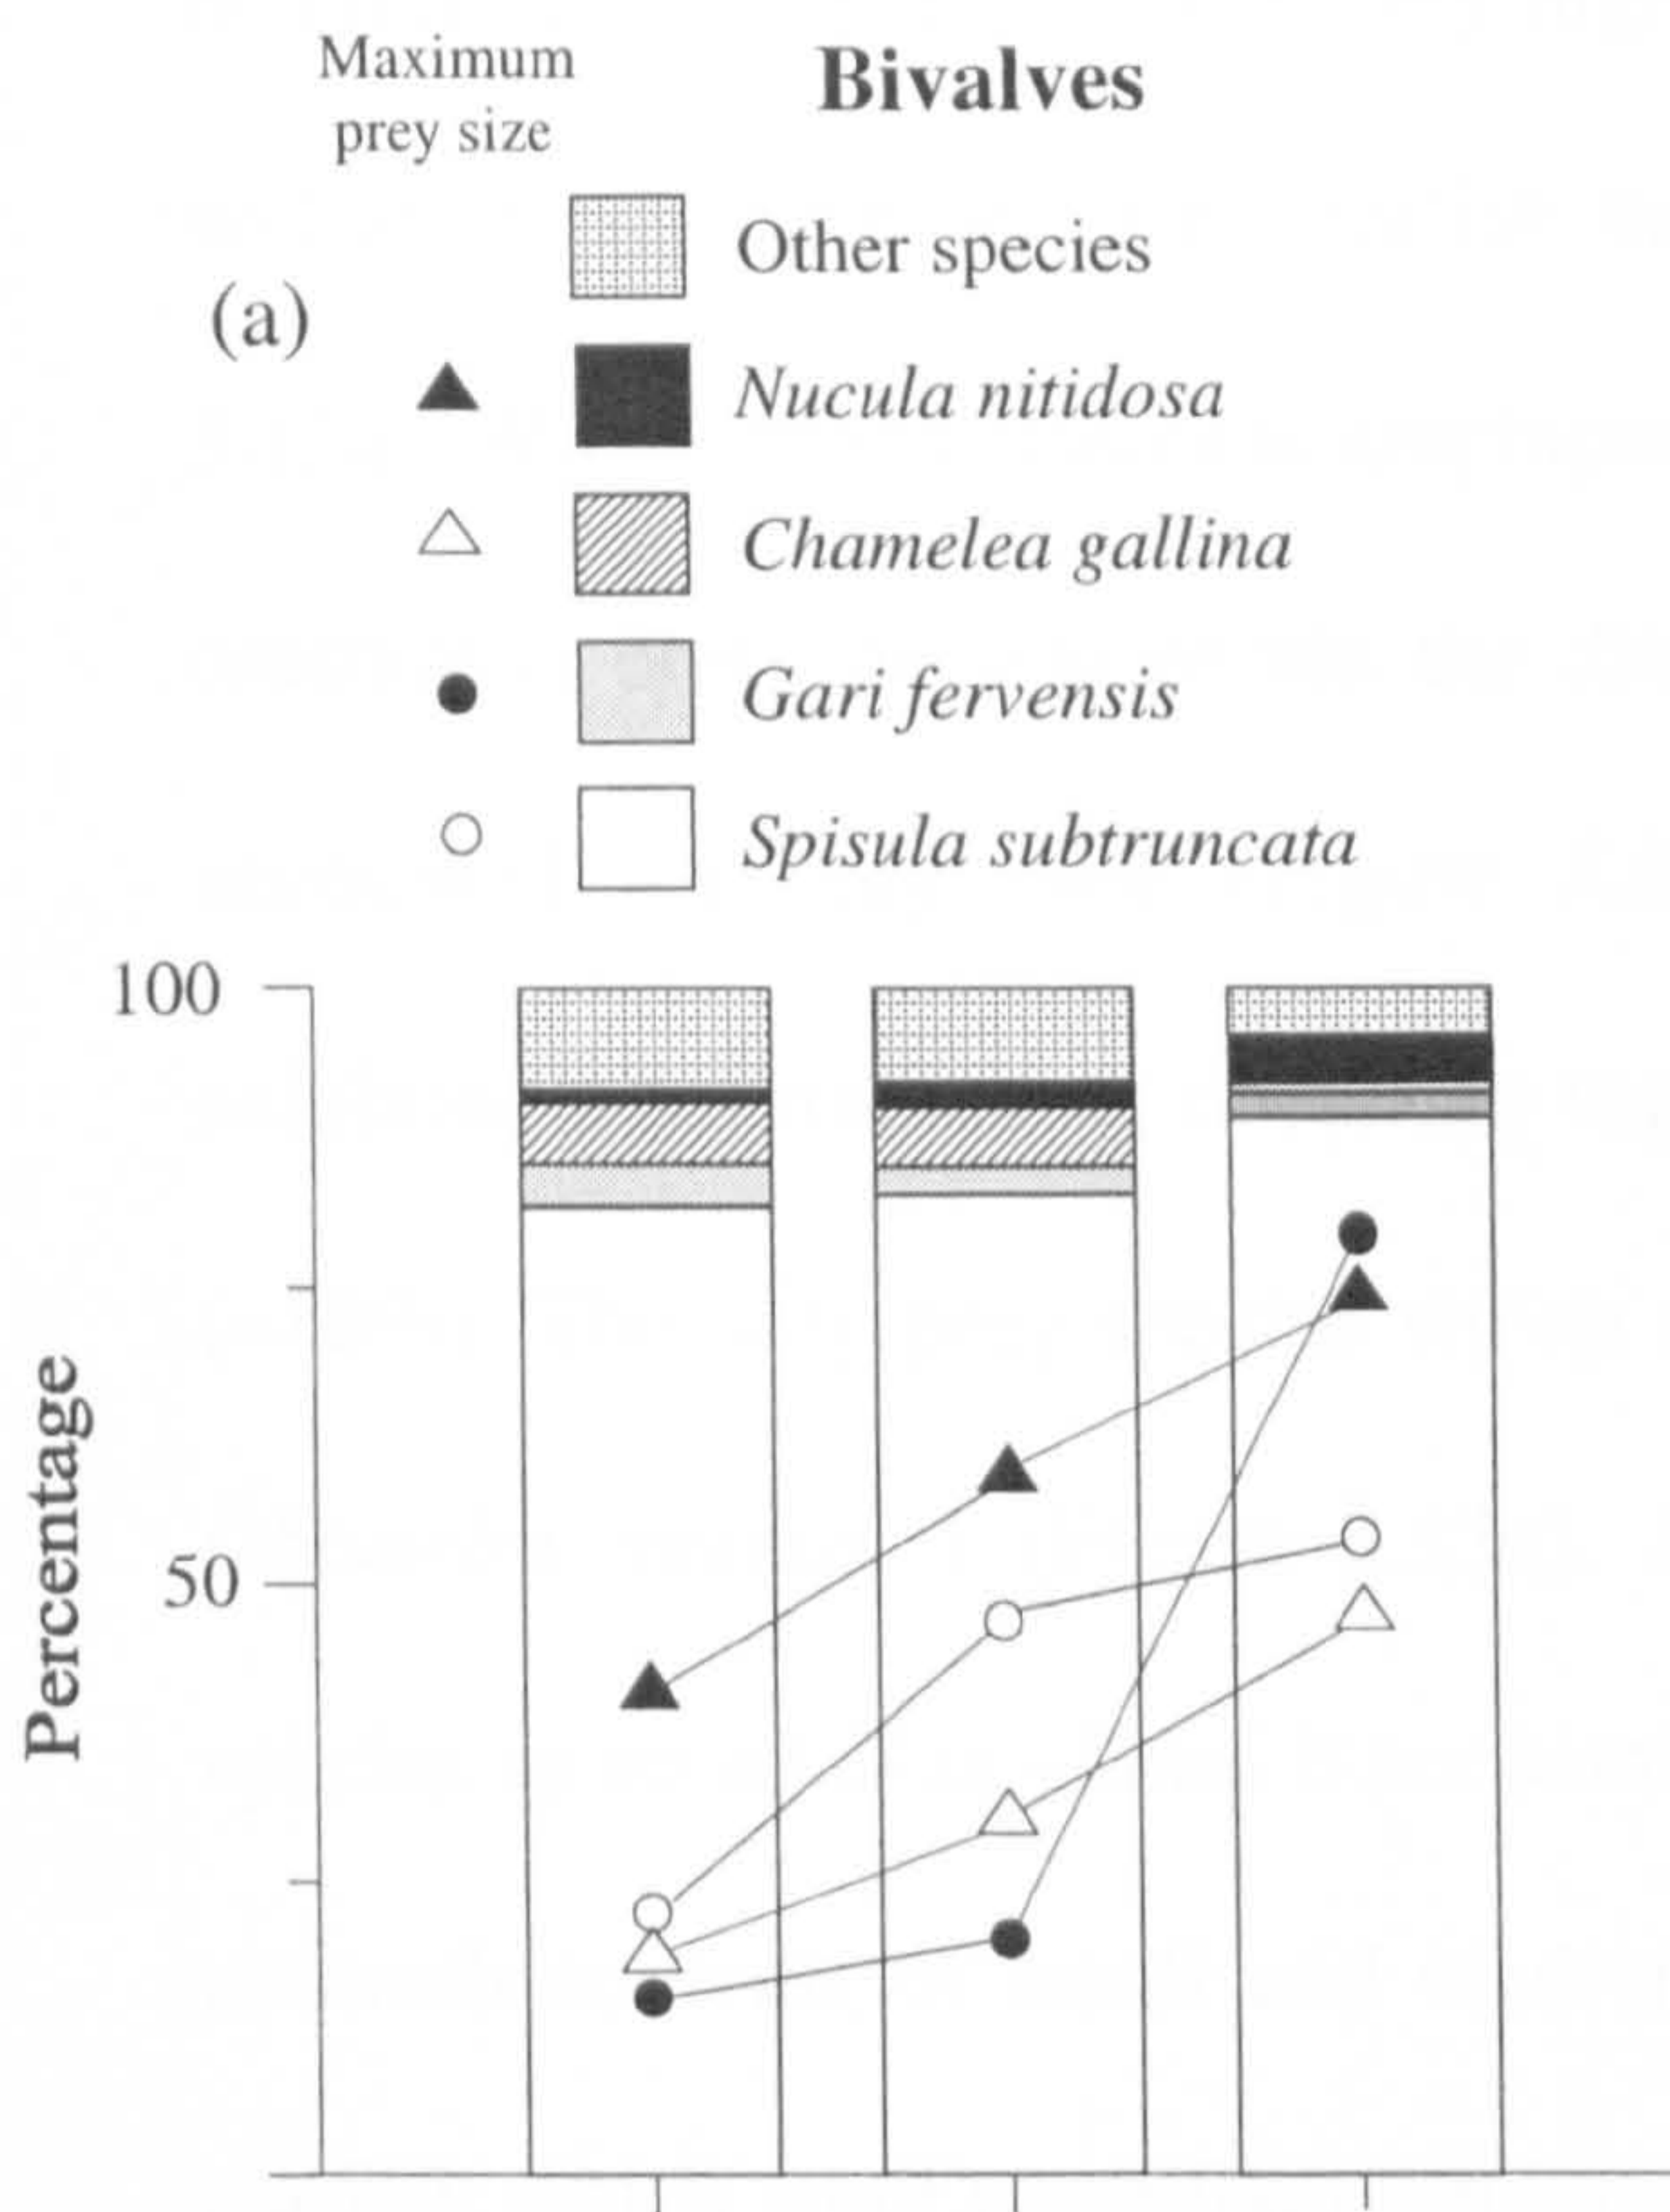 Maximum
prey size
Bivalves
(a)
Other species
Nucula nitidosa
Chamelea gallina
Gari fervensis
Spisula subtruncata
100
50
Percentage